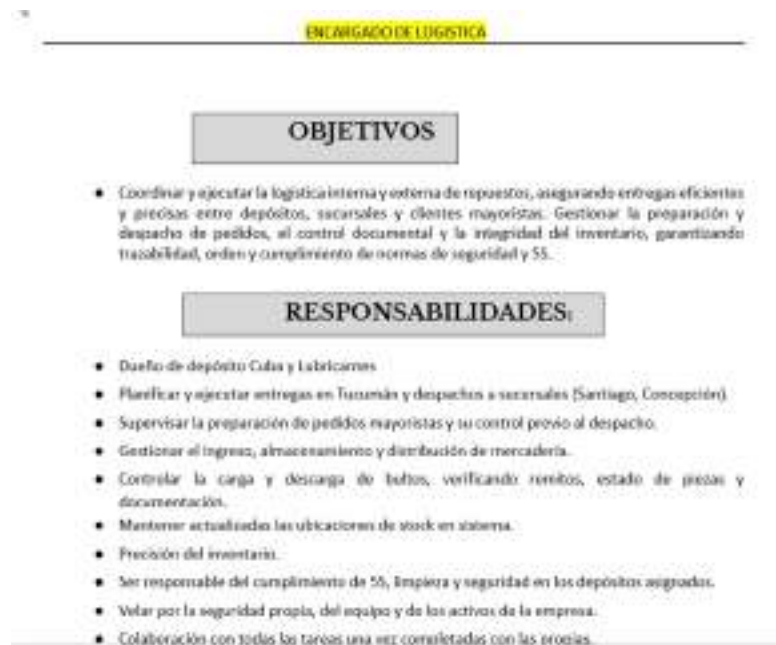 ENCARGADO DE LOGISTICA
OBJETIVOS
● Coordinar y ejecutar la logística interna y externa de repuestos, asegurando entregas eficientes
y precisas entre depósitos, sucursales y clientes mayoristas. Gestionar la preparación y
despacho de pedidos, el control documental y la integridad del inventario, garantizando
trazabilidad, orden y cumplimiento de normas de seguridad y 5S.
RESPONSABILIDADES:
● Dueño de depósito Cuba y Lubricantes
● Planificar y ejecutar entregas en Tucumán y despachos a sucursales (Santiago, Concepción).
● Supervisar la preparación de pedidos mayoristas y su control previo al despacho.
● Gestionar el ingreso, almacenamiento y distribución de mercadería.
● Controlar la carga y descarga de bultos, verificando remitos, estado de piezas y
documentación.
● Mantener actualizadas las ubicaciones de stock en sistema.
● Precisión del inventario.
● Ser responsable del cumplimiento de 5S, limpieza y seguridad en los depósitos asignados.
● Velar por la seguridad propia, del equipo y de los activos de la empresa.
● Colaboración con todas las tareas una vez completadas con las propias.